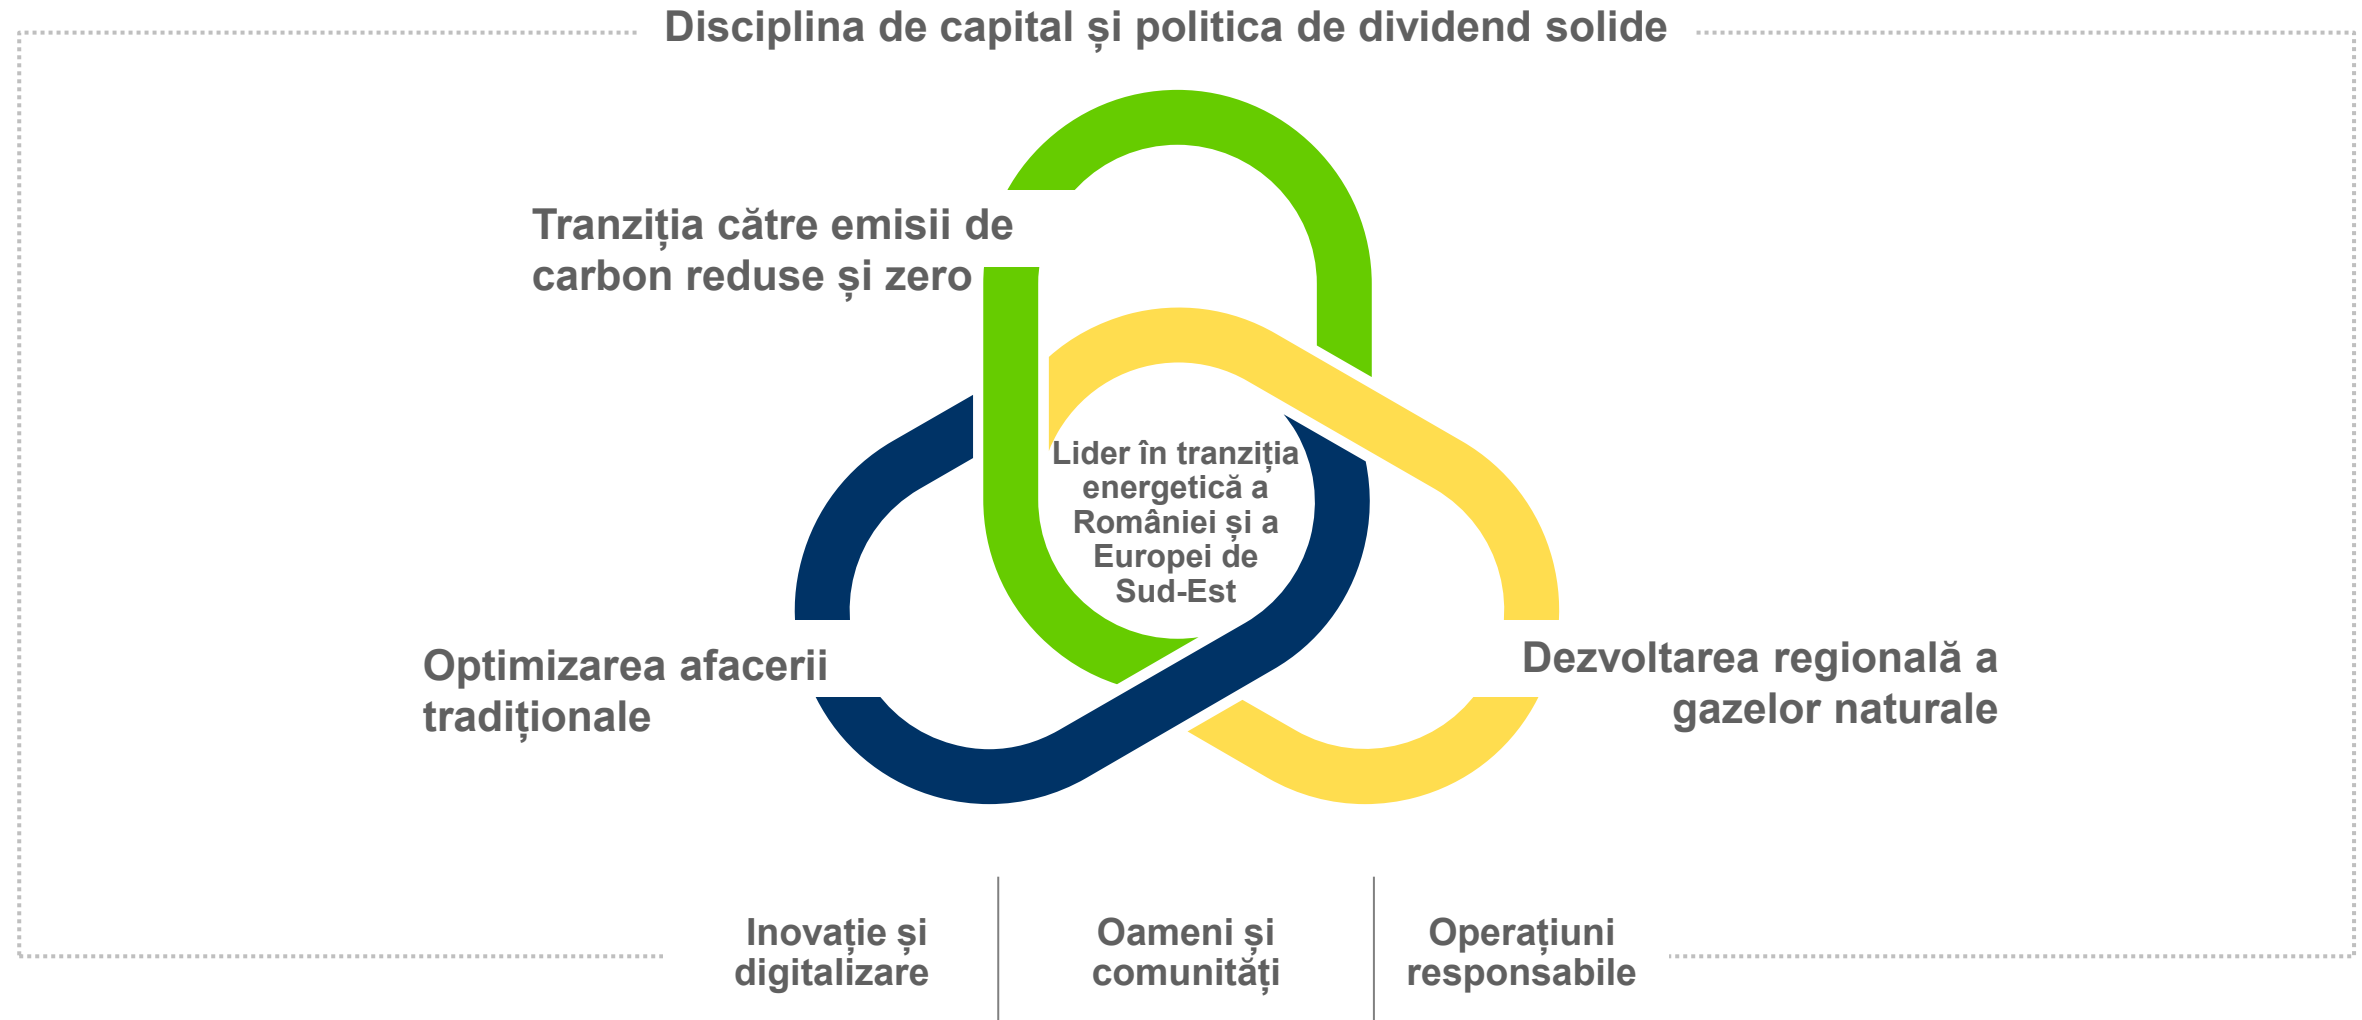 Disciplina de capital și politica de dividend solide
Tranziția către emisii de
carbon reduse și zero
Lider în tranziția
energetică a
României și a
Europei de
Sud-Est
Optimizarea afacerii
tradiționale
Dezvoltarea regională a
gazelor naturale
Inovație și
digitalizare
Oameni și
comunități
Operațiuni
responsabile